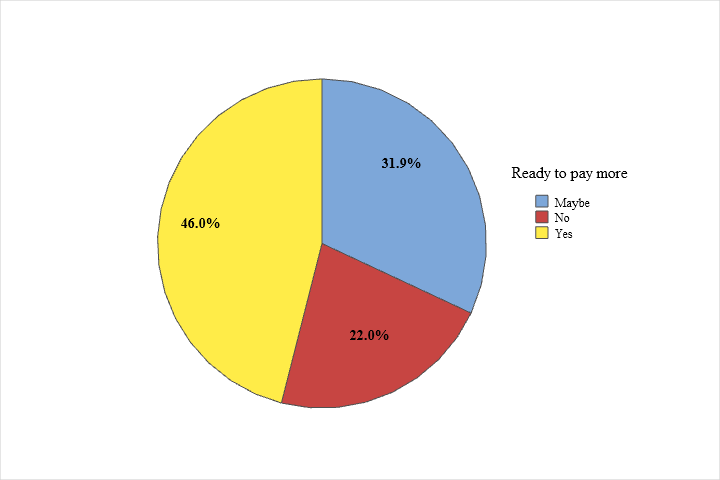 31.9%
46.0%
22.0%
Ready to pay more
Maybe
No
Yes